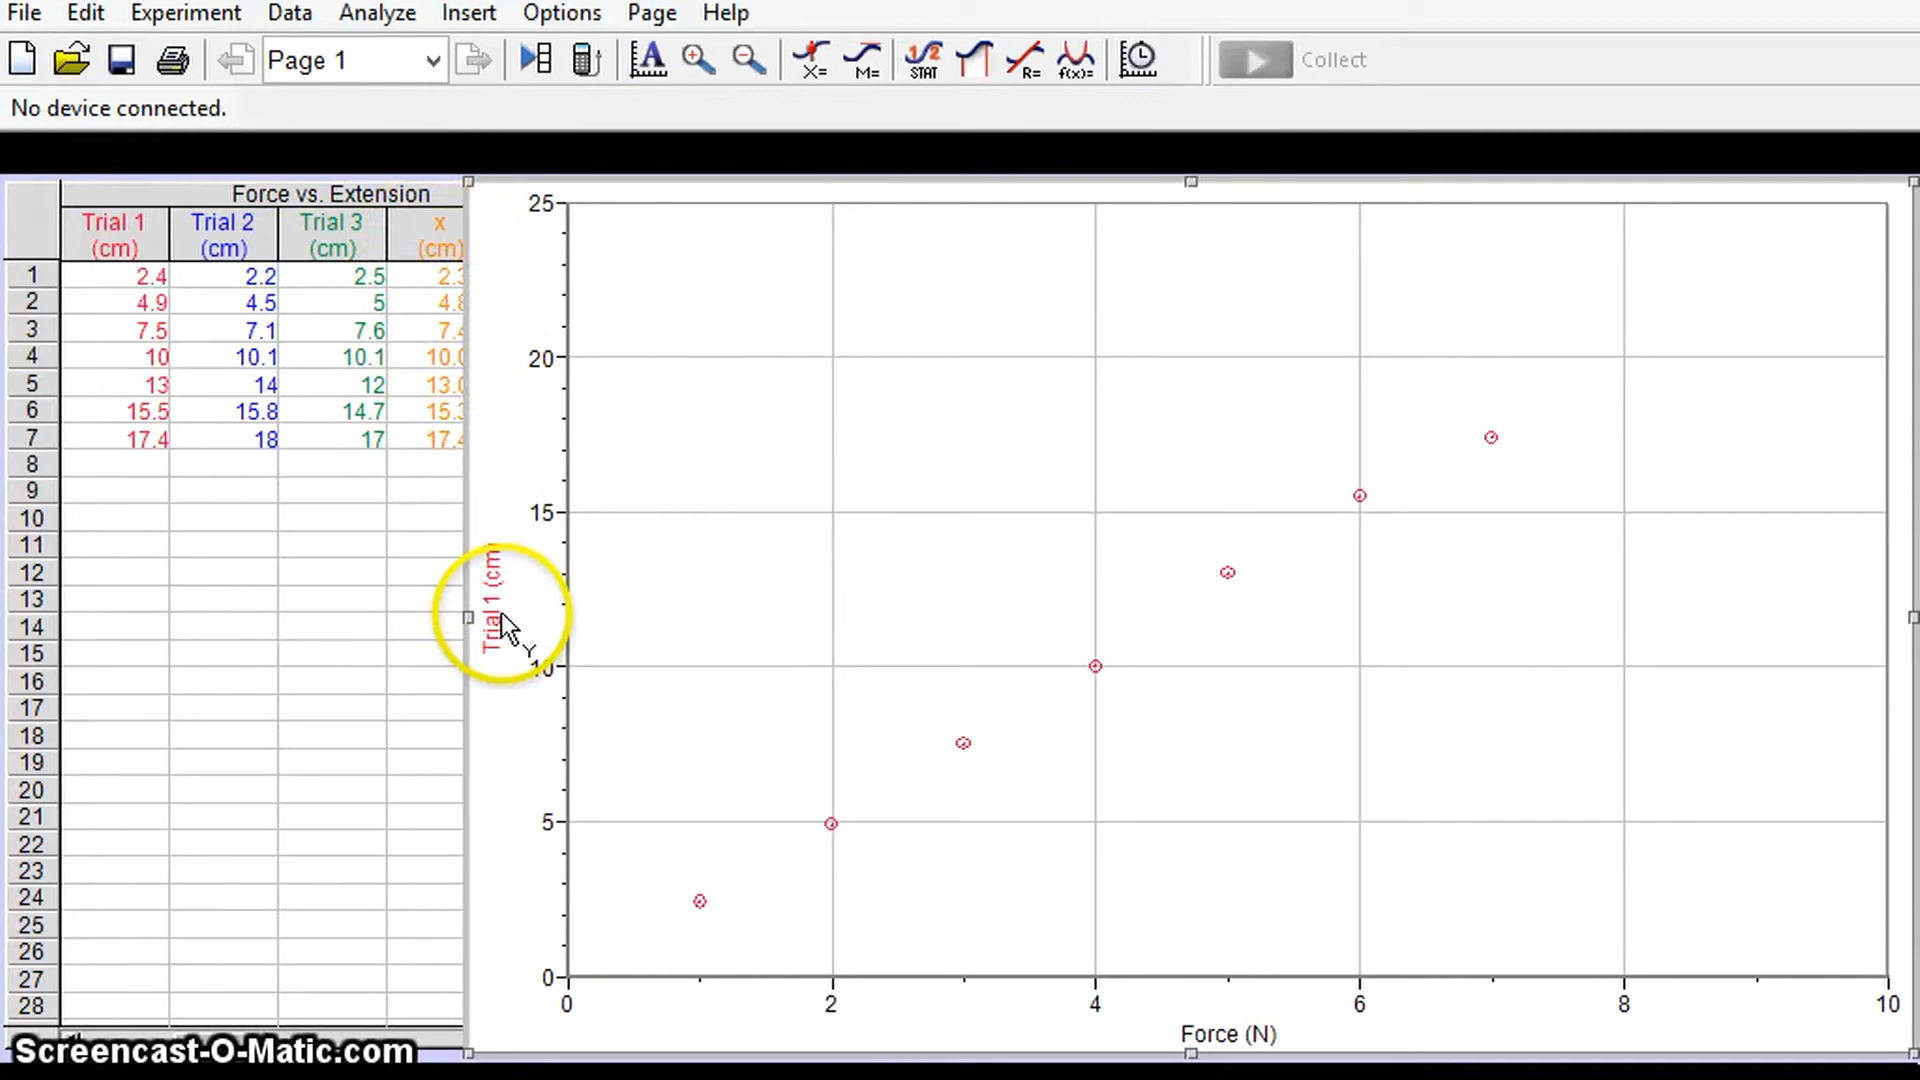 File Edit Experiment Data Analyze Insert Options Page Help
Page 1 X= M= 1/2 STAT R= f(x)= Collect
No device connected.
Force vs. Extension
Trial 1 Trial 2 Trial 3 x
(cm) (cm) (cm) (cm)
1 2.4 2.2 2.5
2 4.9 4.5 5
3 7.5 7.1 7.6
4 10 10.1 10.1
5 13 14 12
6 15.5 15.8 14.7
7 17.4 18 17
8
9
10
11
12
13
14
15
16
17
18
19
20
21
22
23
24
25
26
27
28
25
20
15
10
5
0
Trial 1 (cm
0 2 4 6 8 10
Force (N)
Y
Screencast-O-Matic.com